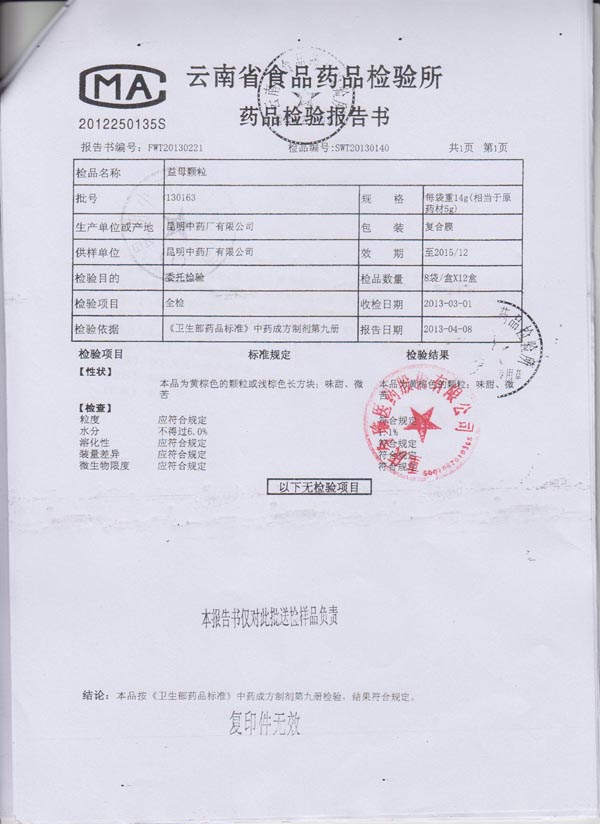 MA
云南省食品药品检验所
2012250135S
药品检验报告书
报告书编号：FWT20130221 检品编号:SWT20130140 共1页 第1页
检品名称 益母颗粒
批号 130163 规 格 每袋重14g(相当于原药材5g)
生产单位或产地 昆明中药厂有限公司 包 装 复合膜
供样单位 昆明中药厂有限公司 效 期 至2015/12
检验目的 委托检验 检品数量 8袋/盒X12盒
检验项目 全检 收检日期 2013-03-01
检验依据 《卫生部药品标准》中药成方制剂第九册 报告日期 2013-04-08
检验项目 标准规定 检验结果
【性状】
本品为黄棕色的颗粒或浅棕色长方块；味甜、微苦 本品为黄棕色的颗粒；味甜、微苦
【检查】
粒度 应符合规定 符合规定
水分 不得过6.0% 1%
溶化性 应符合规定 符合规定
装量差异 应符合规定 符合规定
微生物限度 应符合规定 符合规定
以下无检验项目
本报告书仅对此批送检样品负责
结论：本品按《卫生部药品标准》中药成方制剂第九册检验，结果符合规定。
复印件无效
医药股份有限公司
药品检验所
专用章